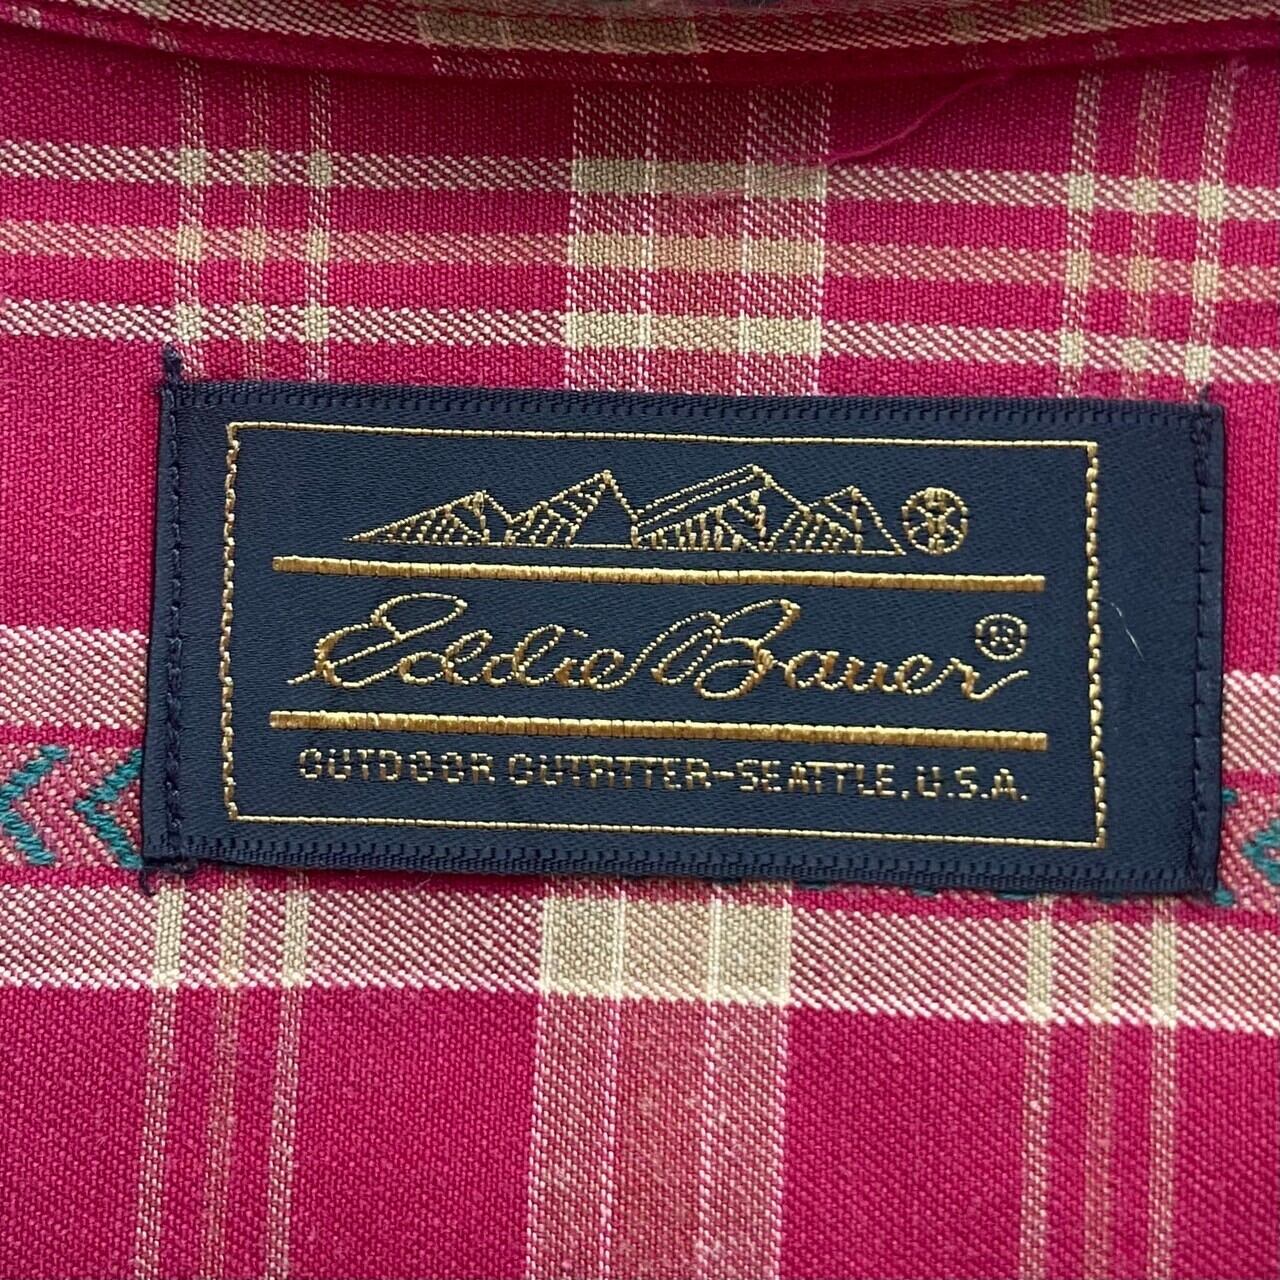 Eddie Bauer®
OUTDOOR OUTFITTER-SEATTLE, U.S.A.